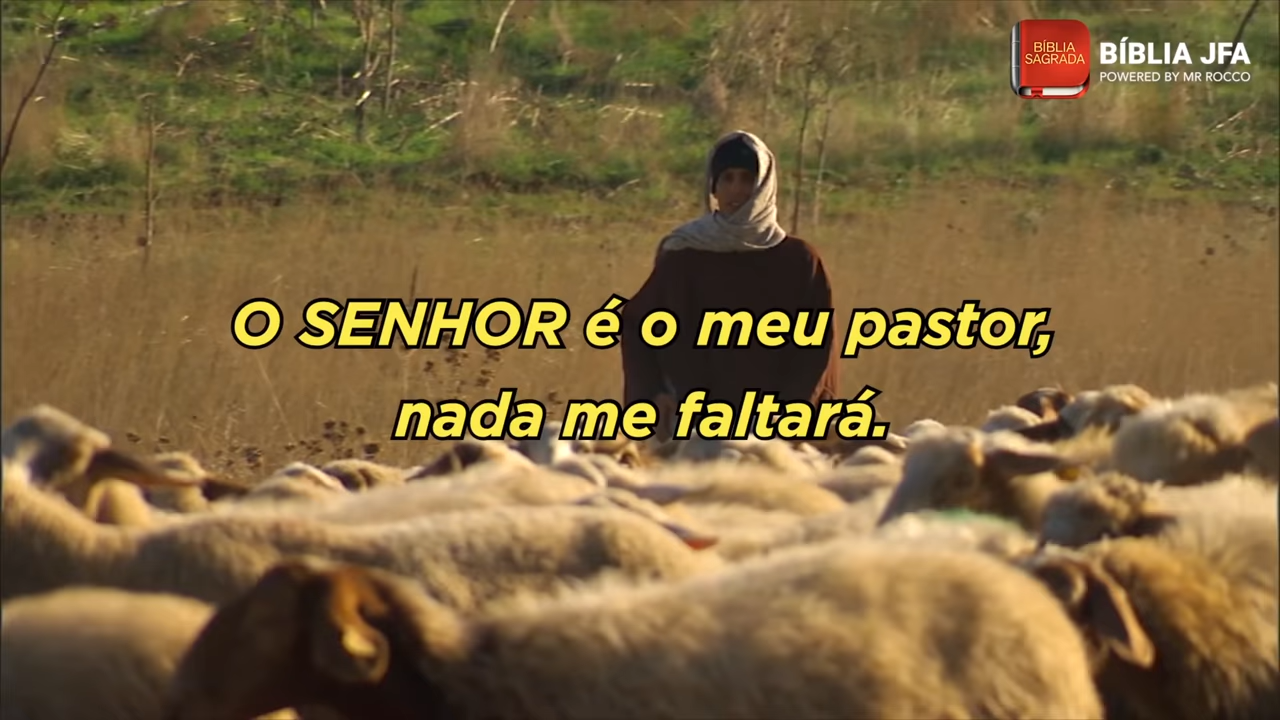 BÍBLIA
SAGRADA
BÍBLIA JFA
POWERED BY MR ROCCO
O SENHOR é o meu pastor,
nada me faltará.